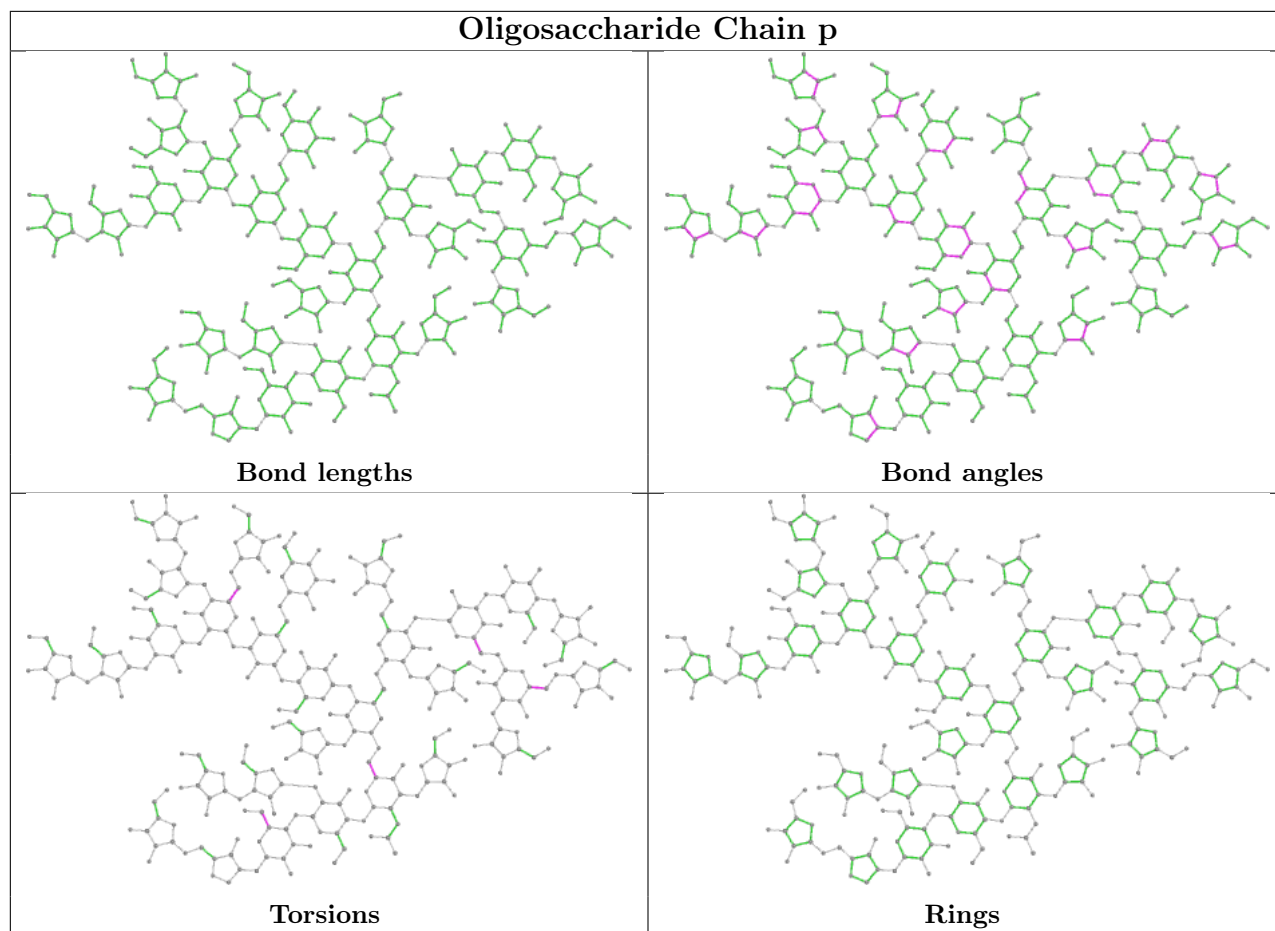 Oligosaccharide Chain p
Bond lengths
Bond angles
Torsions
Rings